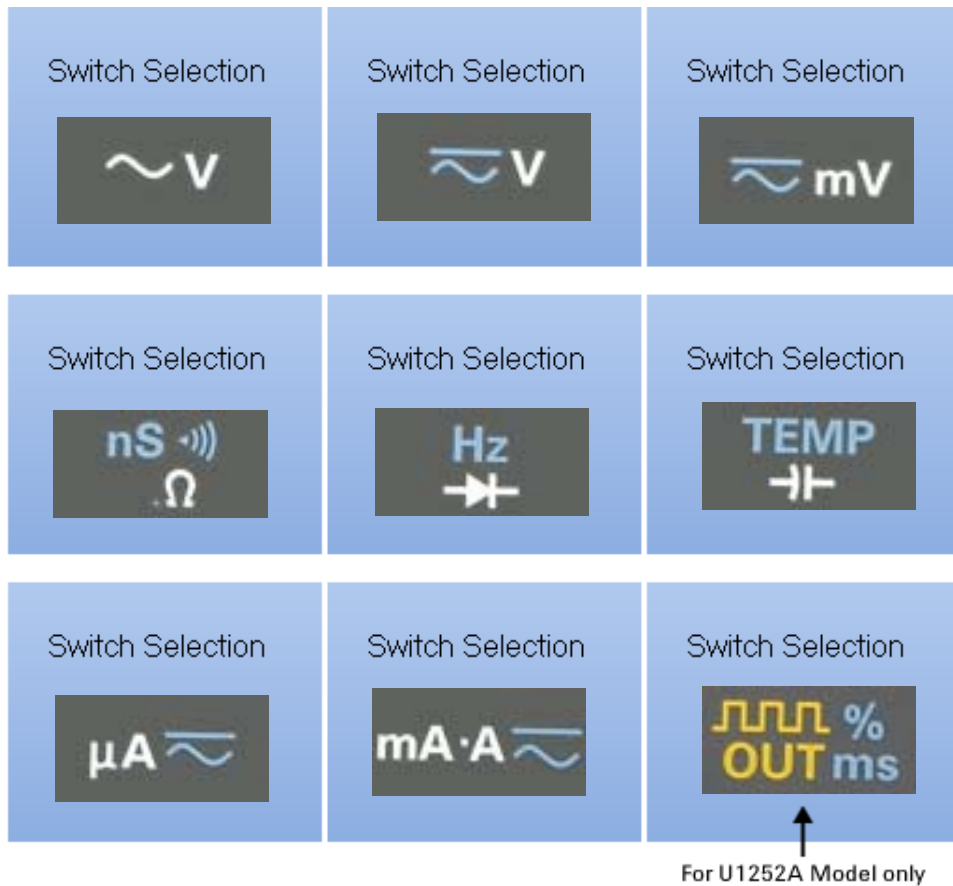 Switch Selection Switch Selection Switch Selection
V V mV
Switch Selection Switch Selection Switch Selection
nS Hz TEMP
Ω
Switch Selection Switch Selection Switch Selection
µA mA·A %
OUT ms
For U1252A Model only